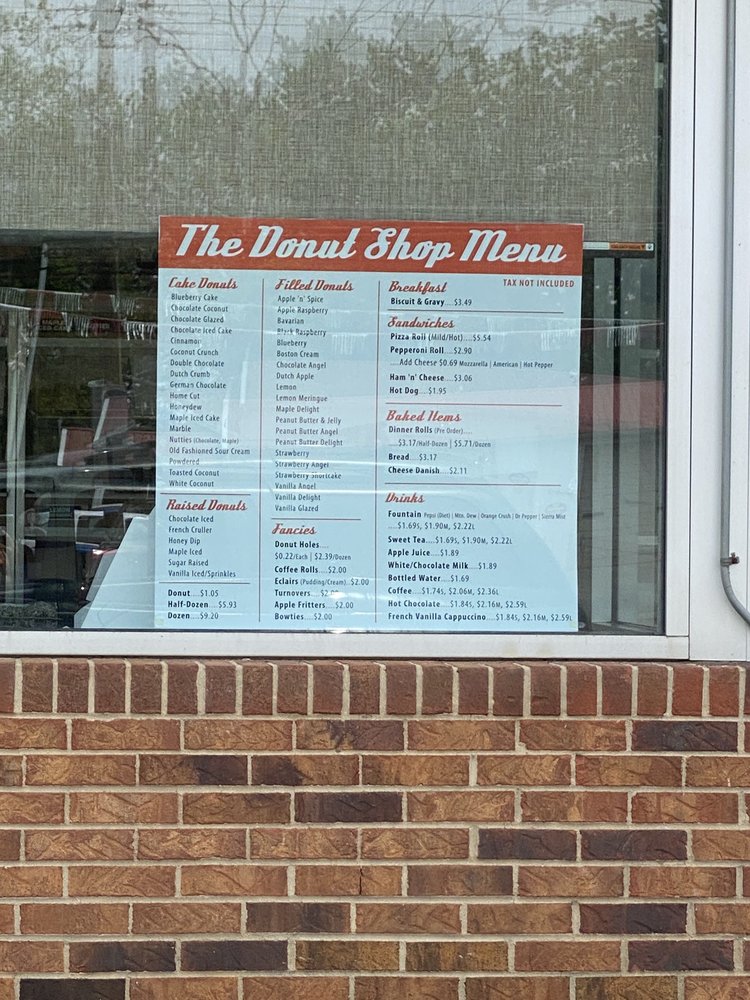 The Donut Shop Menu
TAX NOT INCLUDED
Cake Donuts
Blueberry Cake
Chocolate Coconut
Chocolate Glazed
Chocolate Iced Cake
Cinnamon
Coconut Crunch
Double Chocolate
Dutch Crumb
German Chocolate
Home Cut
Honeydew
Maple Iced Cake
Marble
Nutties (Chocolate, Maple)
Old Fashioned Sour Cream
Powdered
Toasted Coconut
White Coconut
Raised Donuts
Chocolate Iced
French Cruller
Honey Dip
Maple Iced
Sugar Raised
Vanilla Iced/Sprinkles
Donut....$1.05
Half-Dozen....$5.93
Dozen....$9.20
Filled Donuts
Apple 'n' Spice
Apple Raspberry
Bavarian
Black Raspberry
Blueberry
Boston Cream
Chocolate Angel
Dutch Apple
Lemon
Lemon Meringue
Maple Delight
Peanut Butter & Jelly
Peanut Butter Angel
Peanut Butter Delight
Strawberry
Strawberry Angel
Strawberry Shortcake
Vanilla Angel
Vanilla Delight
Vanilla Glazed
Fancies
Donut Holes....
$0.22/Each | $2.39/Dozen
Coffee Rolls....$2.00
Eclairs (Pudding/Cream)....$2.00
Turnovers....
Apple Fritters....$2.00
Bowties....$2.00
Breakfast
Biscuit & Gravy....$3.49
Sandwiches
Pizza Roll (Mild/Hot)....$5.54
Pepperoni Roll....$2.90
....Add Cheese $0.69 Mozzarella | American | Hot Pepper
Ham 'n' Cheese....$3.06
Hot Dog....$1.95
Baked Items
Dinner Rolls (Pre Order)....
....$3.17/Half-Dozen | $5.71/Dozen
Bread....$3.17
Cheese Danish....$2.11
Drinks
Fountain Pepsi (Diet) | Mtn. Dew | Orange Crush | Dr Pepper | Sierra Mist
....$1.69S, $1.90M, $2.22L
Sweet Tea....$1.69S, $1.90M, $2.22L
Apple Juice....$1.89
White/Chocolate Milk....$1.89
Bottled Water....$1.69
Coffee....$1.74S, $2.06M, $2.36L
Hot Chocolate....$1.84S, $2.16M, $2.59L
French Vanilla Cappuccino....$1.84S, $2.16M, $2.59L